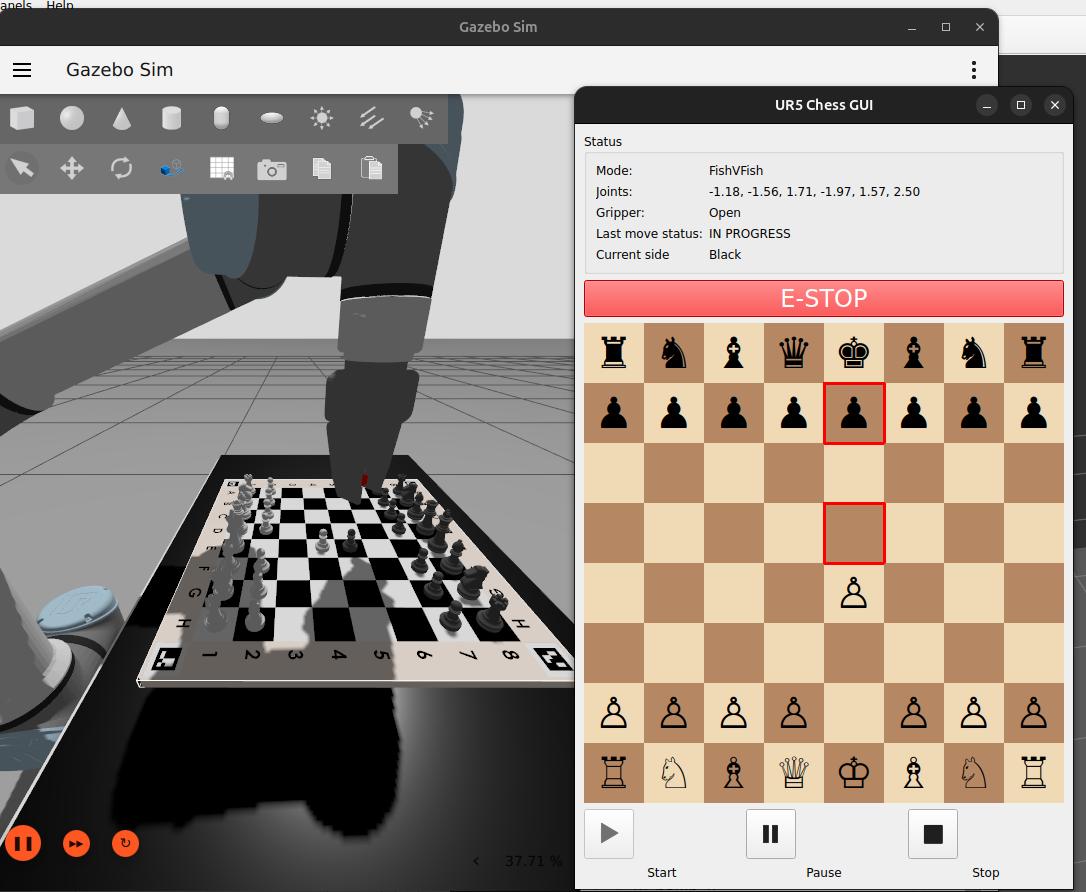 anels Help
Gazebo Sim
Gazebo Sim
UR5 Chess GUI
Status
Mode: FishVFish
Joints: -1.18, -1.56, 1.71, -1.97, 1.57, 2.50
Gripper: Open
Last move status: IN PROGRESS
Current side Black
E-STOP
C
D
E
F
G
H
H
1 2 3 4 5 6 7 8
37.71 %
Start Pause Stop